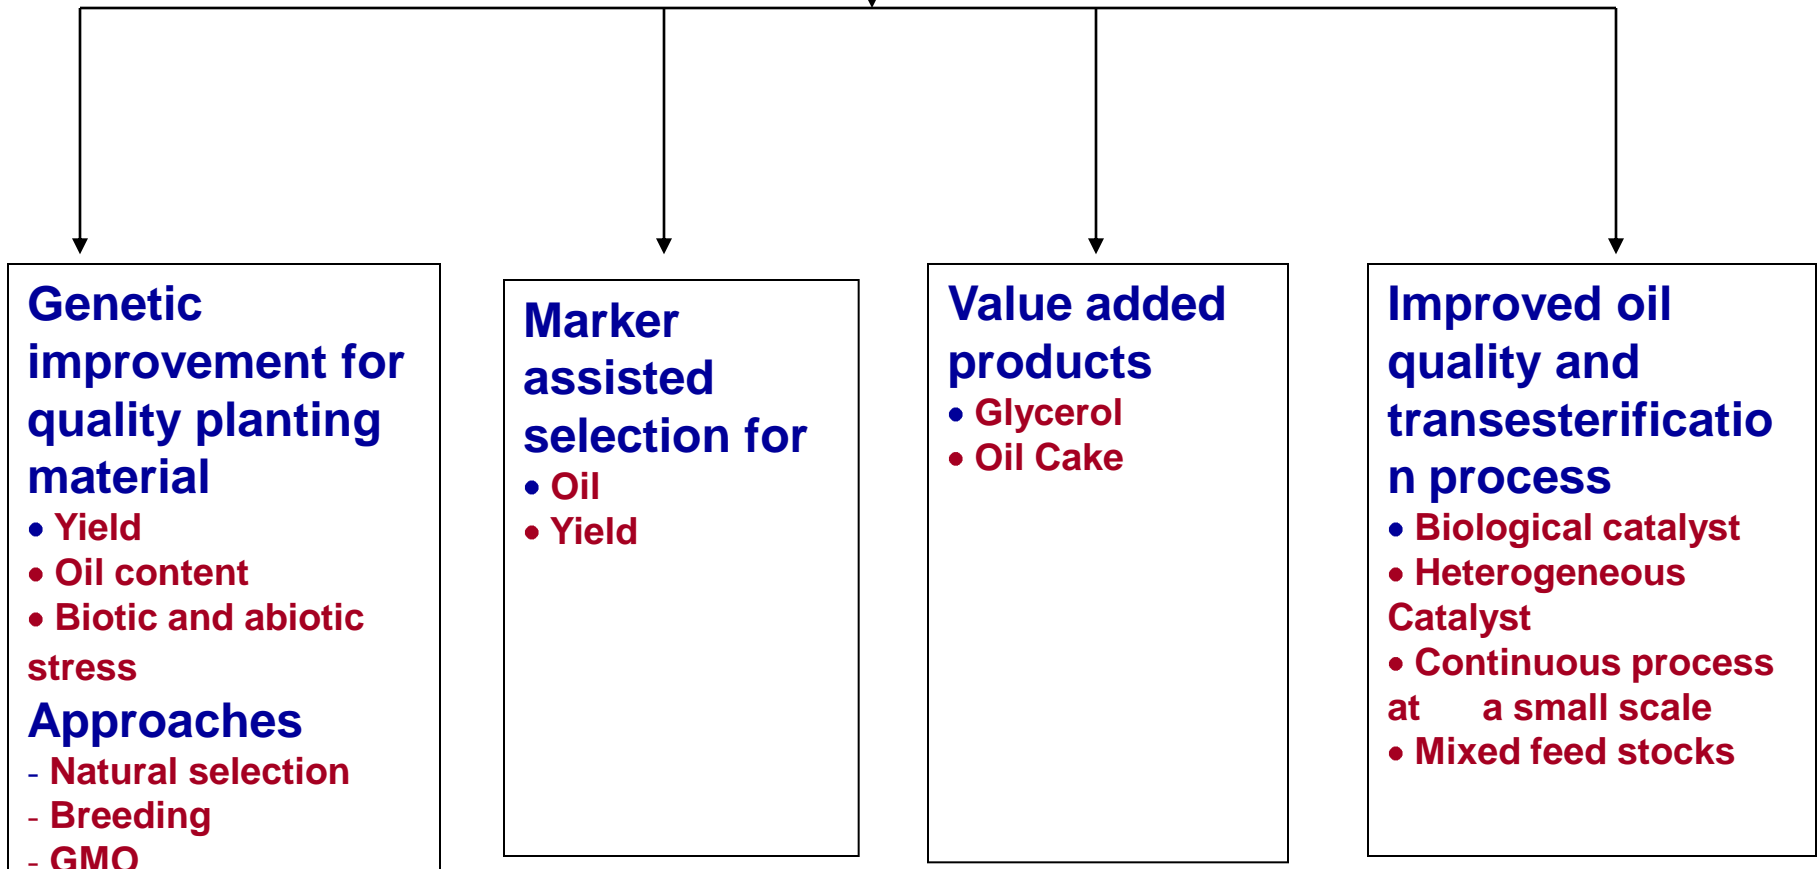 Genetic
improvement for
quality planting
material
• Yield
• Oil content
• Biotic and abiotic
stress
Approaches
- Natural selection
- Breeding
- GMO
Marker
assisted
selection for
• Oil
• Yield
Value added
products
• Glycerol
• Oil Cake
Improved oil
quality and
transesterificatio
n process
• Biological catalyst
• Heterogeneous
Catalyst
• Continuous process
at a small scale
• Mixed feed stocks